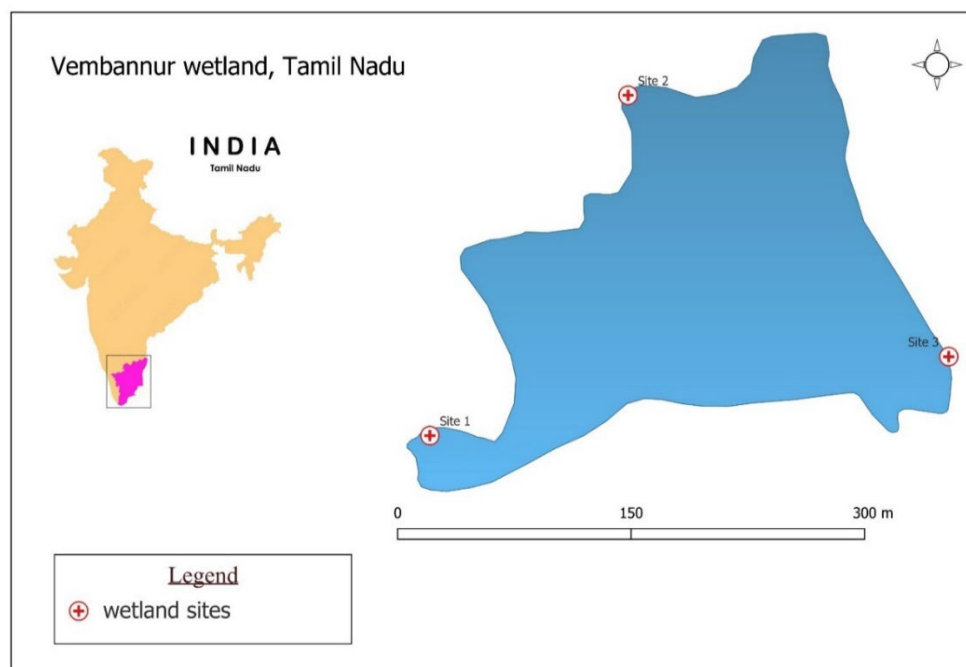 Vembannur wetland, Tamil Nadu
INDIA
Tamil Nadu
Site 2
Site 3
Site 1
0 150 300 m
Legend
wetland sites